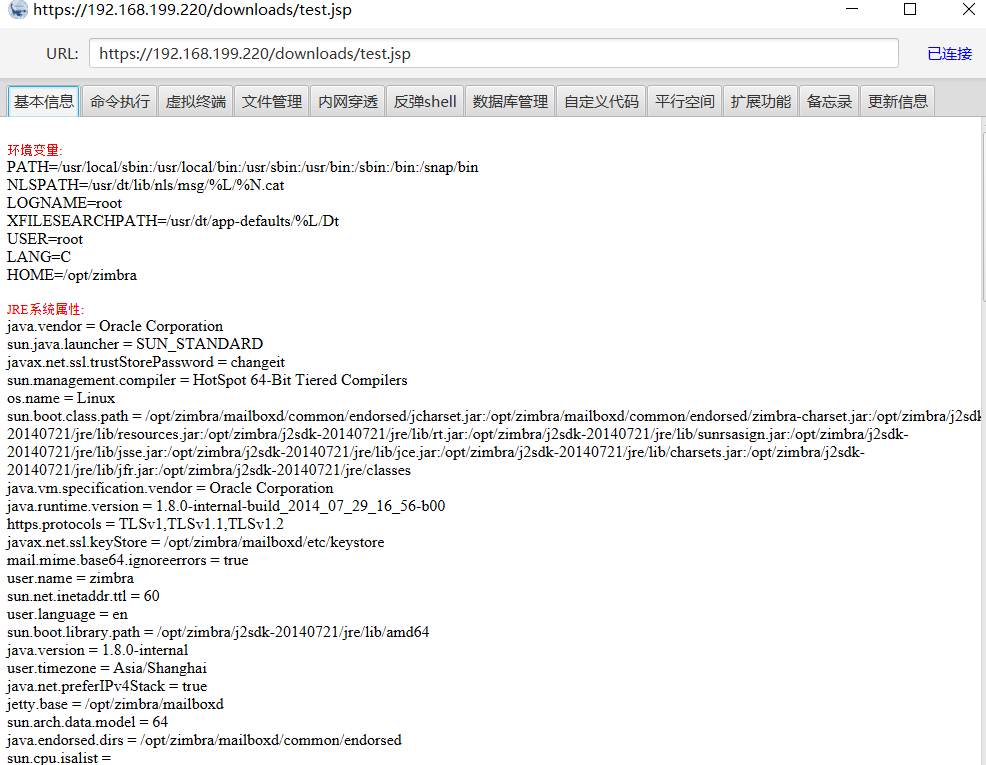 https://192.168.199.220/downloads/test.jsp
URL: https://192.168.199.220/downloads/test.jsp 已连接
基本信息 命令执行 虚拟终端 文件管理 内网穿透 反弹shell 数据库管理 自定义代码 平行空间 扩展功能 备忘录 更新信息
环境变量:
PATH=/usr/local/sbin:/usr/local/bin:/usr/sbin:/usr/bin:/sbin:/bin:/snap/bin
NLSPATH=/usr/dt/lib/nls/msg/%L/%N.cat
LOGNAME=root
XFILESEARCHPATH=/usr/dt/app-defaults/%L/Dt
USER=root
LANG=C
HOME=/opt/zimbra
JRE系统属性:
java.vendor = Oracle Corporation
sun.java.launcher = SUN_STANDARD
javax.net.ssl.trustStorePassword = changeit
sun.management.compiler = HotSpot 64-Bit Tiered Compilers
os.name = Linux
sun.boot.class.path = /opt/zimbra/mailboxd/common/endorsed/jcharset.jar:/opt/zimbra/mailboxd/common/endorsed/zimbra-charset.jar:/opt/zimbra/j2sdk-
20140721/jre/lib/resources.jar:/opt/zimbra/j2sdk-20140721/jre/lib/rt.jar:/opt/zimbra/j2sdk-20140721/jre/lib/sunrsasign.jar:/opt/zimbra/j2sdk-
20140721/jre/lib/jsse.jar:/opt/zimbra/j2sdk-20140721/jre/lib/jce.jar:/opt/zimbra/j2sdk-20140721/jre/lib/charsets.jar:/opt/zimbra/j2sdk-
20140721/jre/lib/jfr.jar:/opt/zimbra/j2sdk-20140721/jre/classes
java.vm.specification.vendor = Oracle Corporation
java.runtime.version = 1.8.0-internal-build_2014_07_29_16_56-b00
https.protocols = TLSv1,TLSv1.1,TLSv1.2
javax.net.ssl.keyStore = /opt/zimbra/mailboxd/etc/keystore
mail.mime.base64.ignoreerrors = true
user.name = zimbra
sun.net.inetaddr.ttl = 60
user.language = en
sun.boot.library.path = /opt/zimbra/j2sdk-20140721/jre/lib/amd64
java.version = 1.8.0-internal
user.timezone = Asia/Shanghai
java.net.preferIPv4Stack = true
jetty.base = /opt/zimbra/mailboxd
sun.arch.data.model = 64
java.endorsed.dirs = /opt/zimbra/mailboxd/common/endorsed
sun.cpu.isalist =